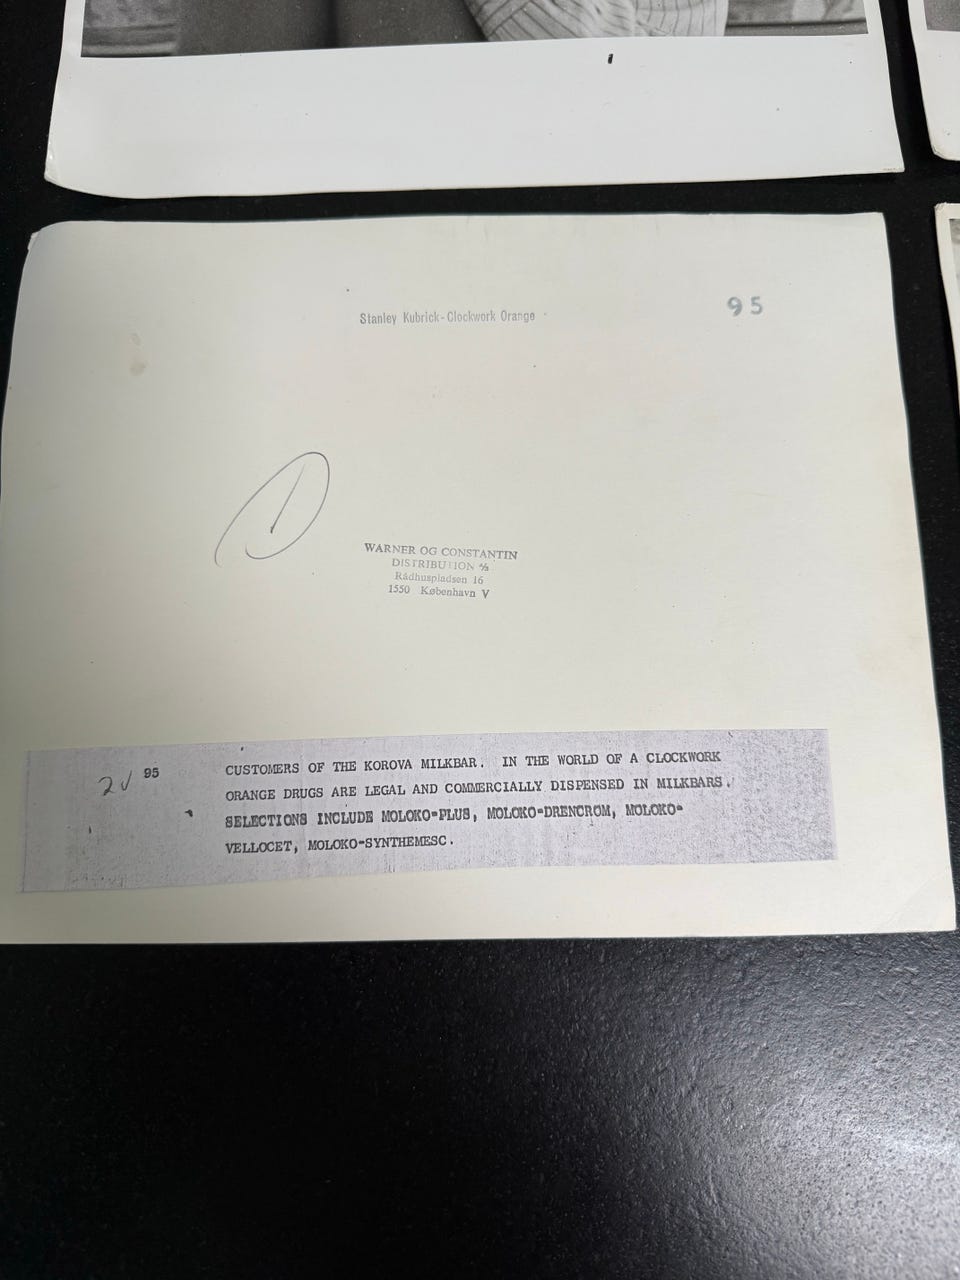 Stanley Kubrick-Clockwork Orange
95
WARNER OG CONSTANTIN
DISTRIBUTION A/S
Rådhuspladsen 16
1550 København V
2 95
CUSTOMERS OF THE KOROVA MILKBAR. IN THE WORLD OF A CLOCKWORK
ORANGE DRUGS ARE LEGAL AND COMMERCIALLY DISPENSED IN MILKBARS.
SELECTIONS INCLUDE MOLOKO-PLUS, MOLOKO-DRENCROM, MOLOKO-
VELLOCET, MOLOKO-SYNTHEMESC.